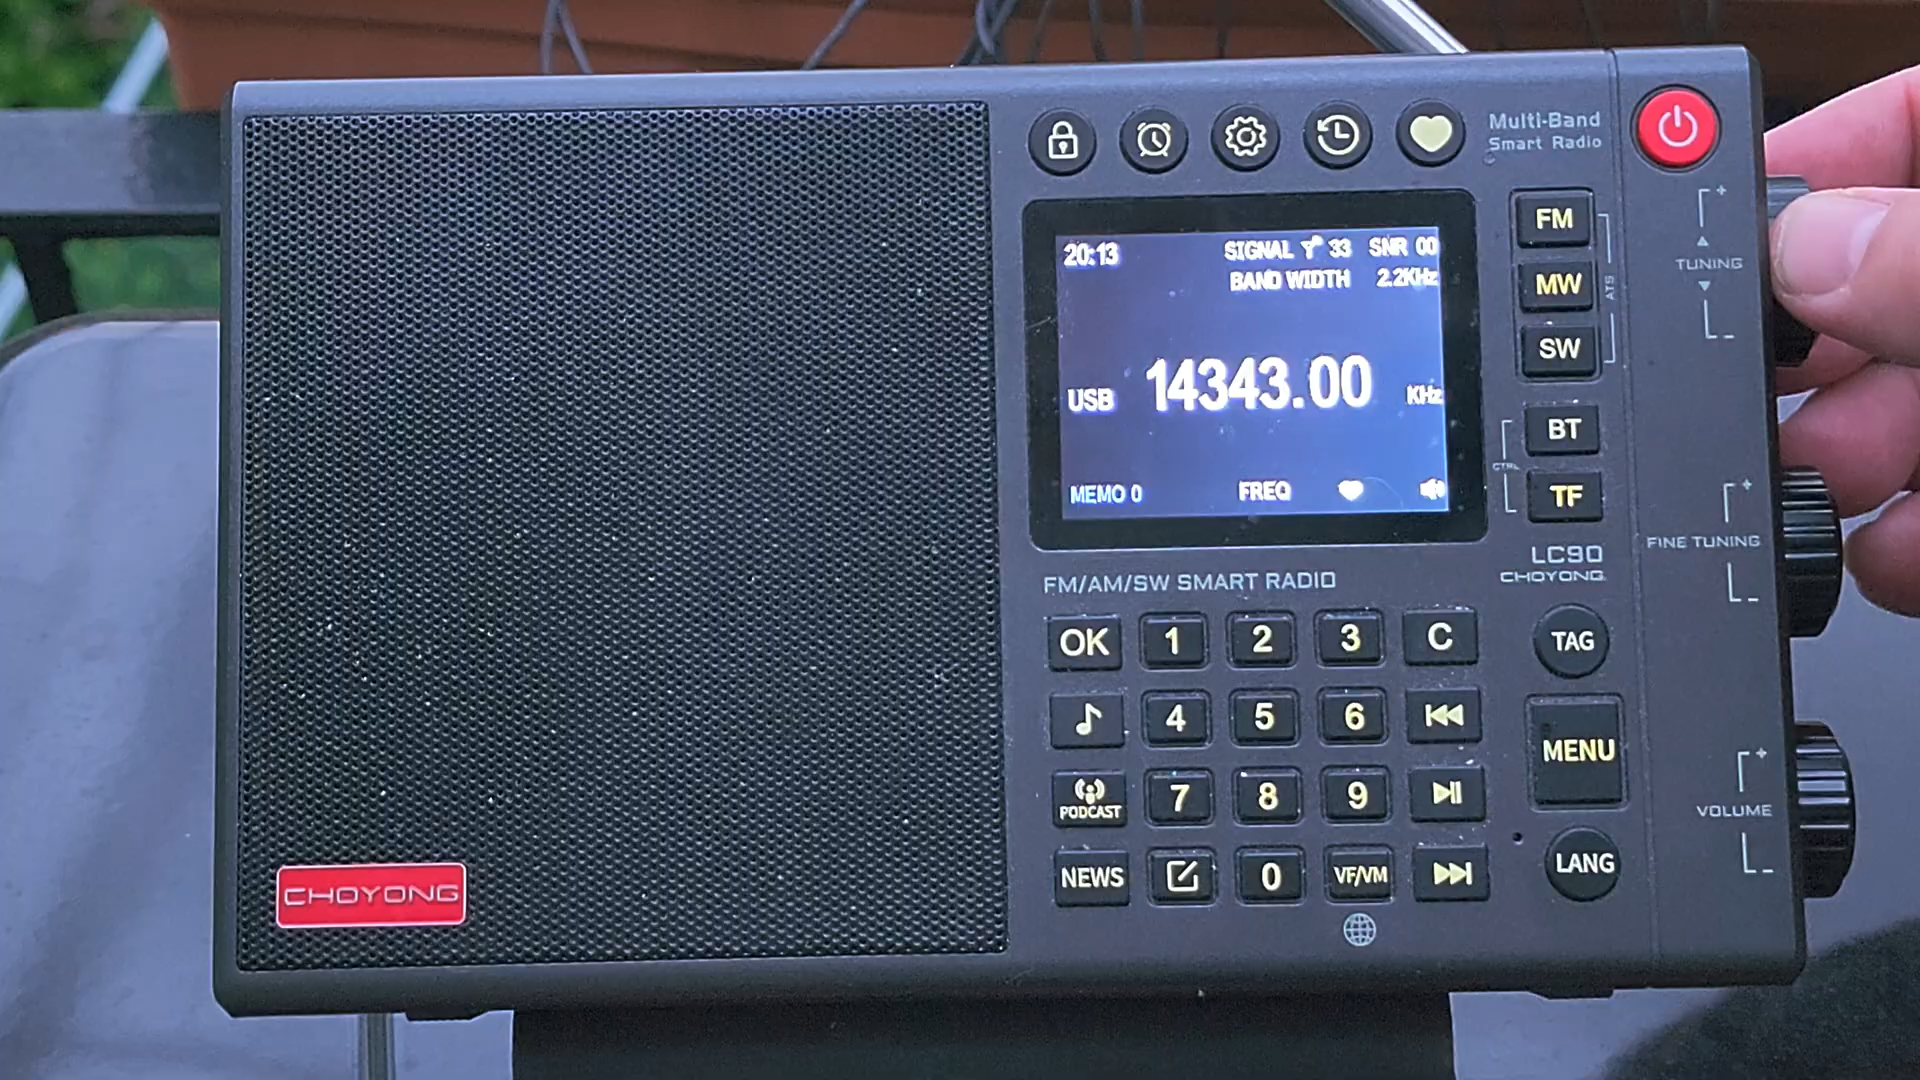 Multi-Band
Smart Radio
20:13 SIGNAL 33 SNR 00
BAND WIDTH 2.2KHz
USB 14343.00 KHz
MEMO 0 FREQ
FM
MW
SW
ATS
BT
TF
CTRL
LC90
CHOYONG
TUNING
FINE TUNING
VOLUME
FM/AM/SW SMART RADIO
OK 1 2 3 C
4 5 6
PODCAST 7 8 9
NEWS 0 VF/VM
TAG
MENU
LANG
CHOYONG